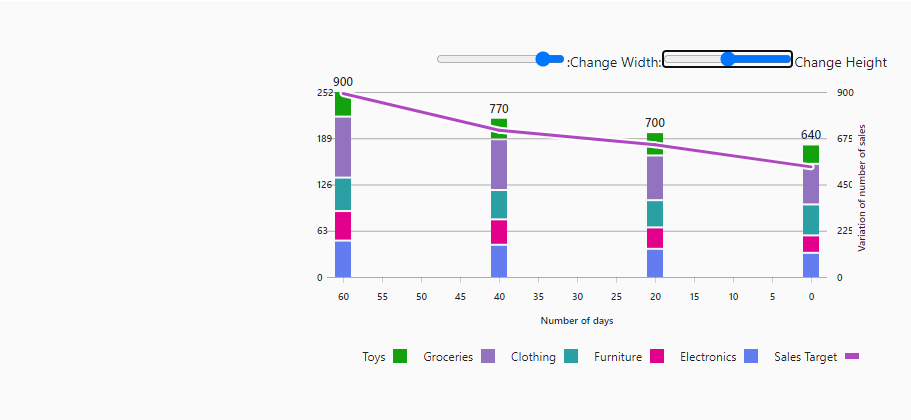 :Change Width: Change Height
900
770
700
640
252
189
126
63
0
900
675
450
225
0
Variation of number of sales
60 55 50 45 40 35 30 25 20 15 10 5 0
Number of days
Toys Groceries Clothing Furniture Electronics Sales Target